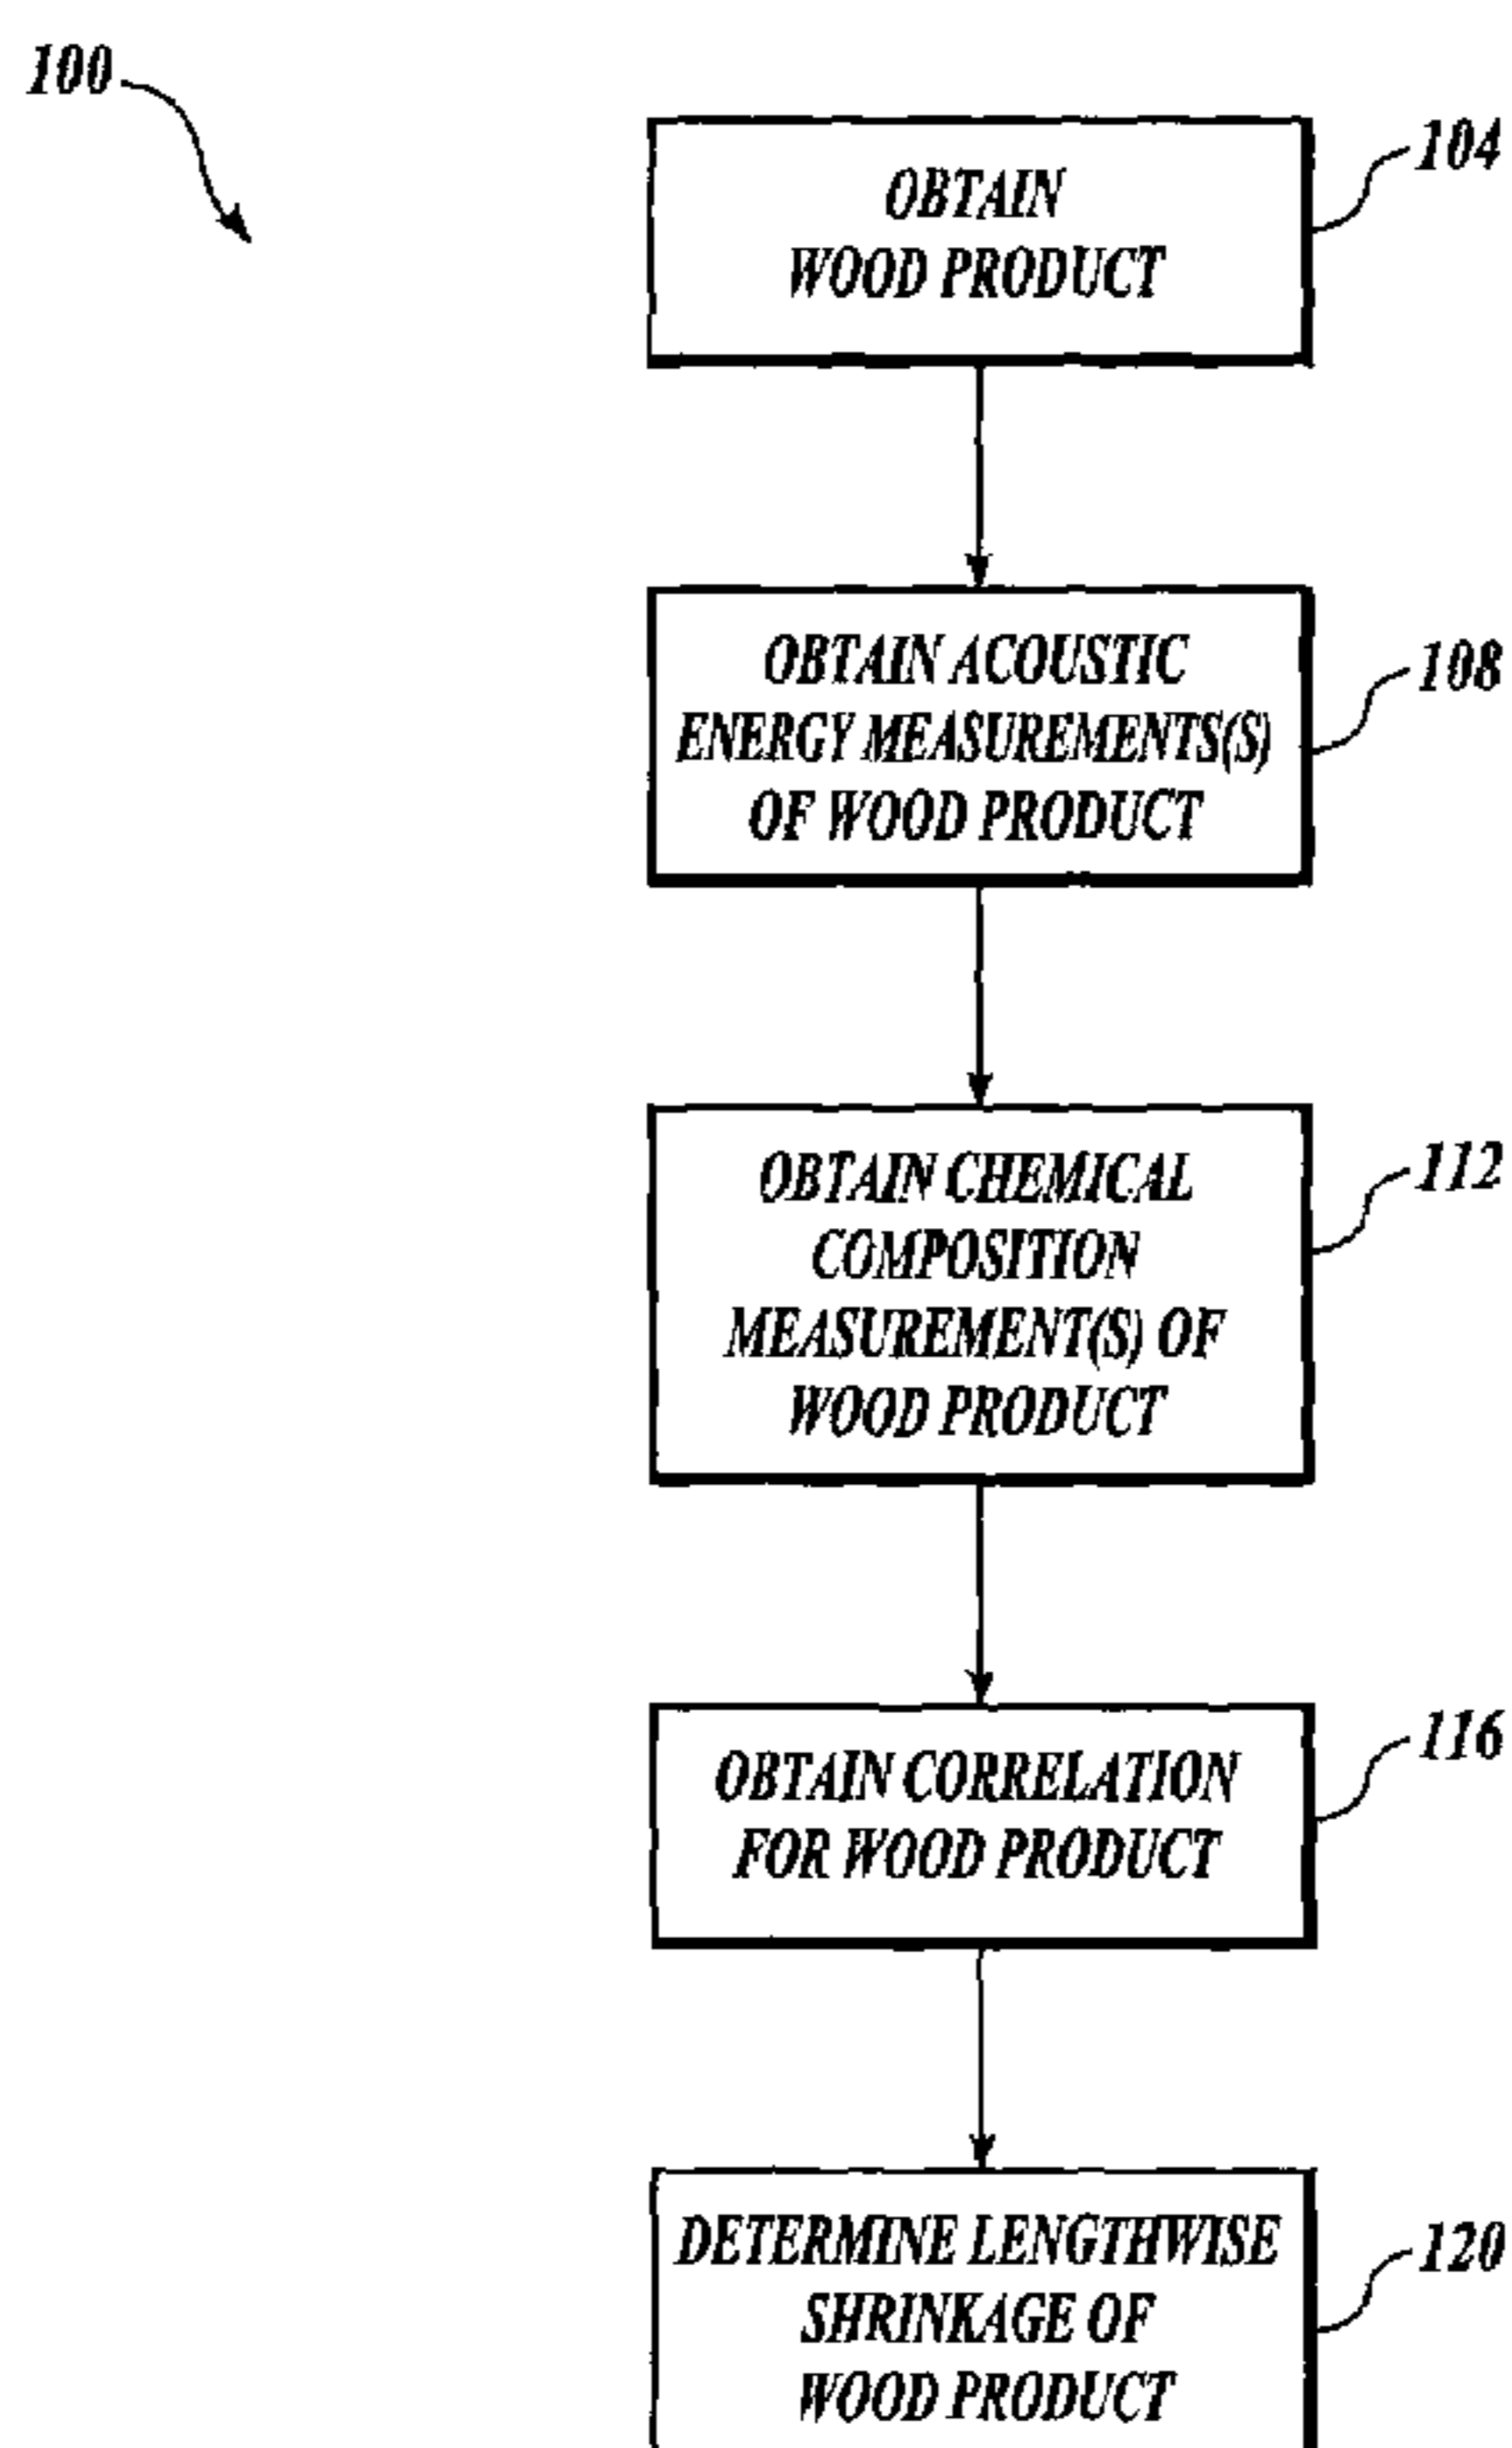 100
104
OBTAIN
WOOD PRODUCT
108
OBTAIN ACOUSTIC
ENERGY MEASUREMENTS(S)
OF WOOD PRODUCT
112
OBTAIN CHEMICAL
COMPOSITION
MEASUREMENT(S) OF
WOOD PRODUCT
116
OBTAIN CORRELATION
FOR WOOD PRODUCT
120
DETERMINE LENGTHWISE
SHRINKAGE OF
WOOD PRODUCT